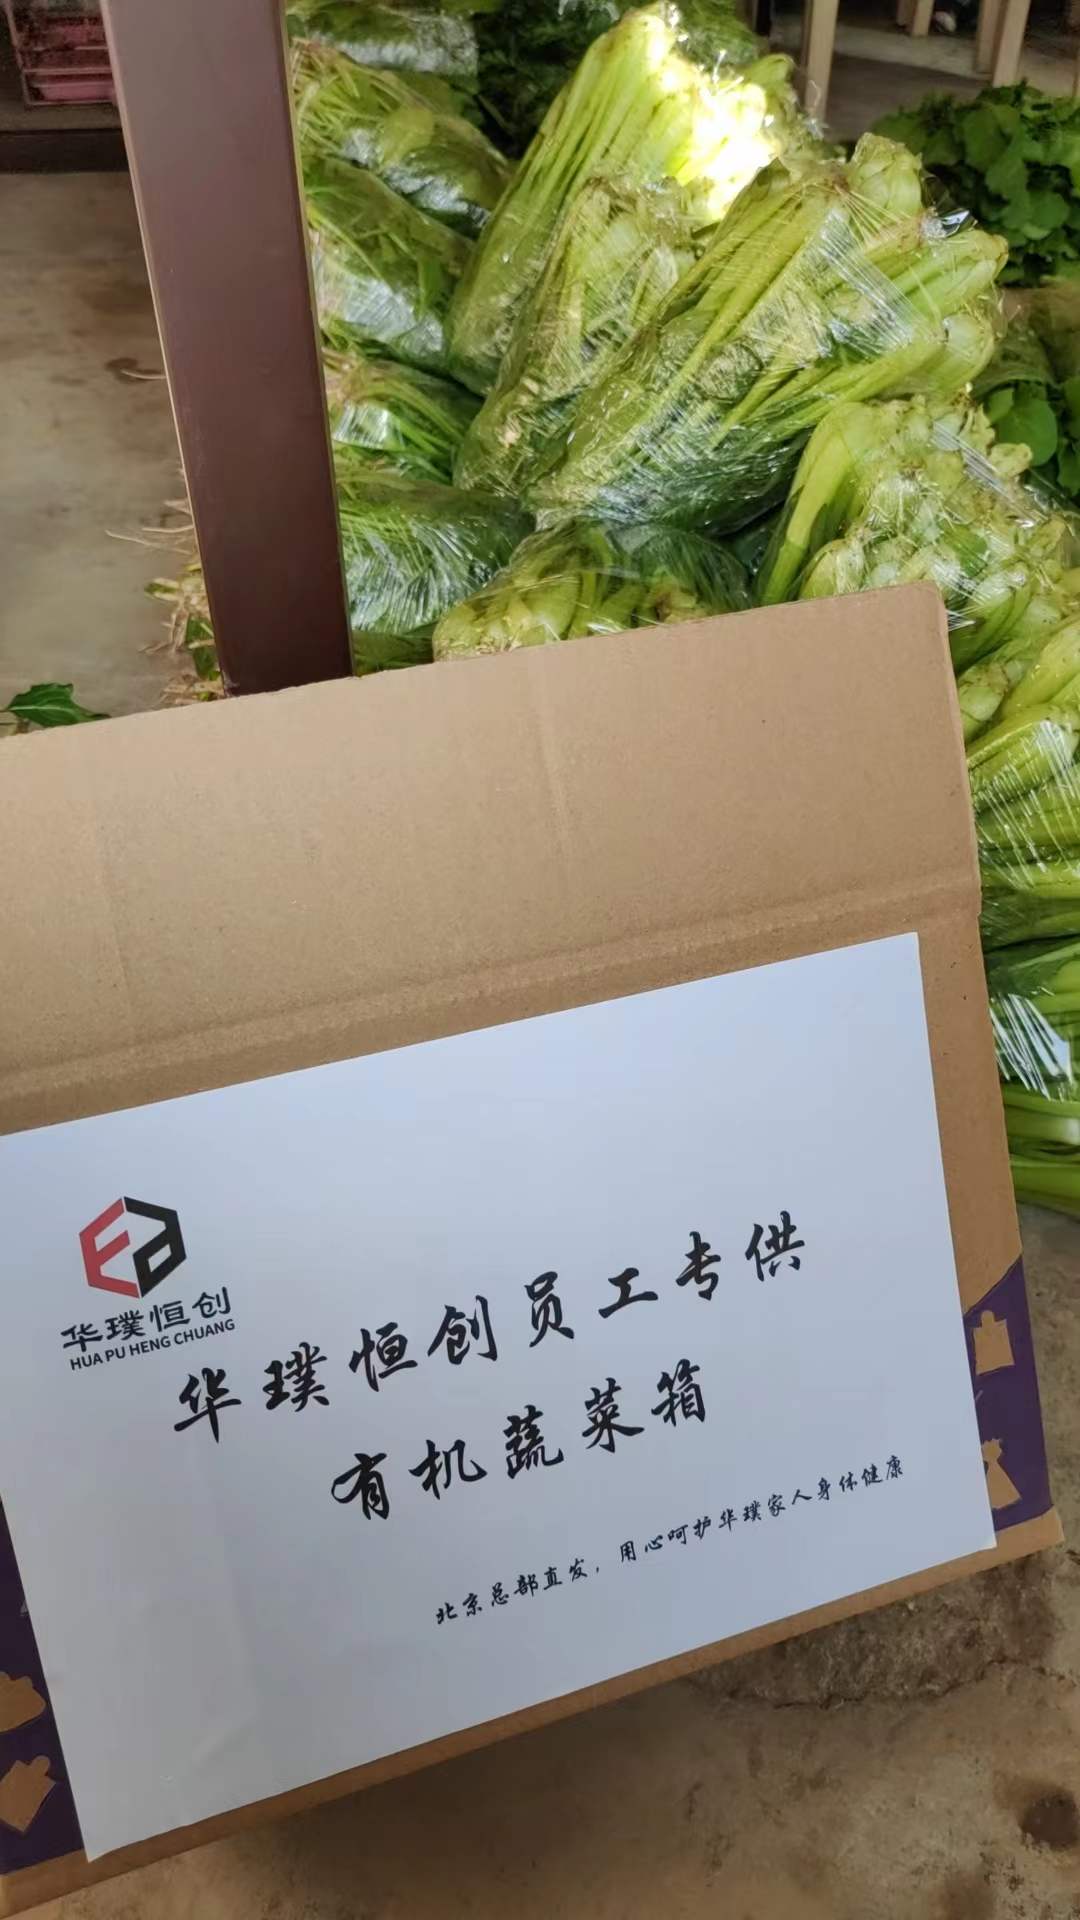 华璞恒创
HUA PU HENG CHUANG
华璞恒创员工专供
有机蔬菜箱
北京总部直发，用心呵护华璞家人身体健康